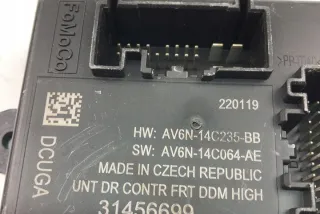 FoMoCo
220119
HW: AV6N-14C235-BB
SW: AV6N-14C064-AE
MADE IN CZECH REPUBLIC
UNT DR CONTR FRT DDM HIGH
31456699
DCUGA